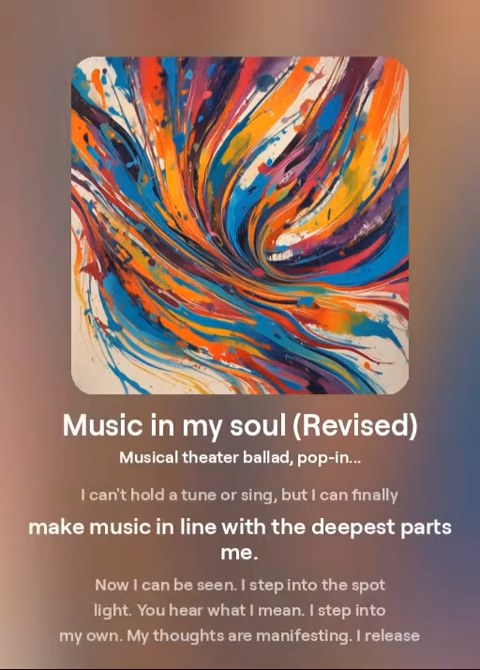 Music in my soul (Revised)
Musical theater ballad, pop-in...
I can't hold a tune or sing, but I can finally
make music in line with the deepest parts
me.
Now I can be seen. I step into the spot
light. You hear what I mean. I step into
my own. My thoughts are manifesting. I release